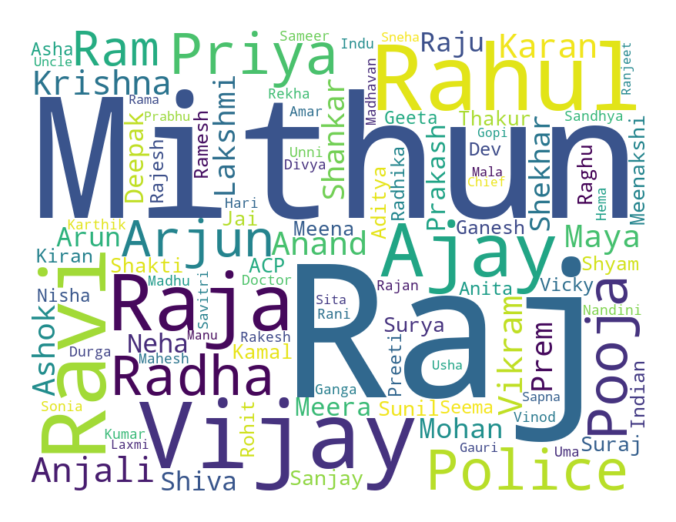 Asha
Uncle
Ram
Priya
Sameer
Indu
Madhavan
Sneha
Raju
Karan
Ranjeet
Krishna
Rama
Prabhu
Deepak
Rajesh
Ramesh
Lakshmi
Rekha
Amar
Shankar
Rahul
Geeta
Thakur
Gopi
Sandhya
Mithun
Unni
Divya
Prakash
Radhika
Aditya
Dev
Mala
Chief
Shekhar
Raghu
Hema
Meenakshi
Karthik
Hari
Jai
Meena
Ganesh
Arun
Arjun
Anand
Ajay
Maya
Kiran
Shakti
ACP
Shyam
Nisha
Madhu
Savitri
Doctor
Rajan
Anita
Vicky
Nandini
Ashok
Ravi
Raja
Sita
Rani
Raj
Surya
Vikram
Prem
Pooja
Indian
Durga
Neha
Mahesh
Manu
Rakesh
Kamal
Preeti
Usha
Radha
Ganga
Sonia
Vijay
Meera
Sunil
Seema
Sapna
Vinod
Kumar
Laxmi
Rohit
Mohan
Gauri
Uma
Suraj
Anjali
Shiva
Sanjay
Police